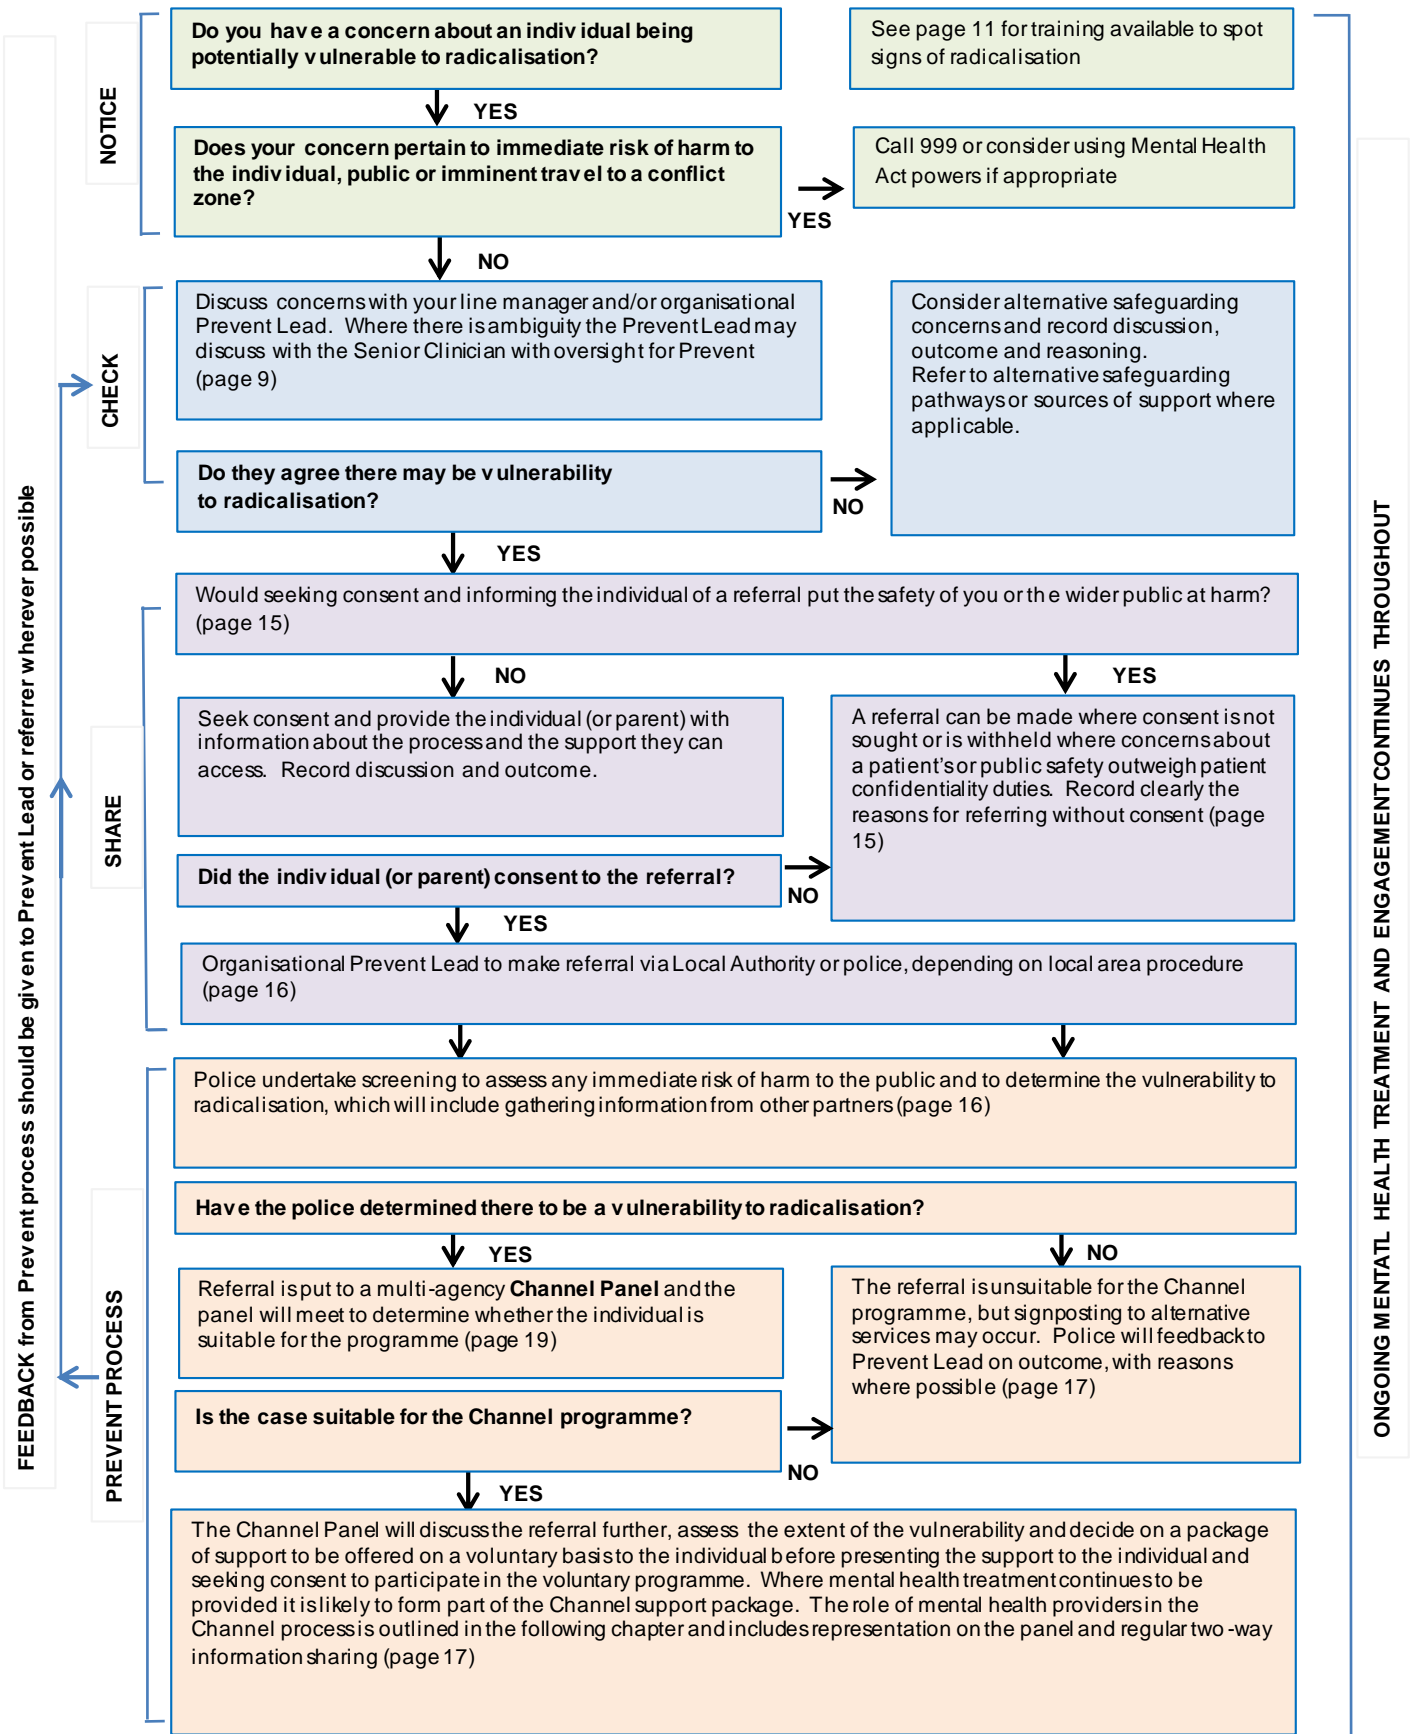 Do you have a concern about an individual being
potentially vulnerable to radicalisation?
See page 11 for training available to spot
signs of radicalisation
NOTICE
YES
Does your concern pertain to immediate risk of harm to
the individual, public or imminent travel to a conflict
zone?
YES
Call 999 or consider using Mental Health
Act powers if appropriate
NO
CHECK
Discuss concerns with your line manager and/or organisational
Prevent Lead. Where there is ambiguity the Prevent Lead may
discuss with the Senior Clinician with oversight for Prevent
(page 9)
Consider alternative safeguarding
concerns and record discussion,
outcome and reasoning.
Refer to alternative safeguarding
pathways or sources of support where
applicable.
Do they agree there may be vulnerability
to radicalisation?
NO
YES
SHARE
Would seeking consent and informing the individual of a referral put the safety of you or the wider public at harm?
(page 15)
NO
YES
Seek consent and provide the individual (or parent) with
information about the process and the support they can
access. Record discussion and outcome.
A referral can be made where consent is not
sought or is withheld where concerns about
a patient's or public safety outweigh patient
confidentiality duties. Record clearly the
reasons for referring without consent (page
15)
Did the individual (or parent) consent to the referral?
NO
YES
Organisational Prevent Lead to make referral via Local Authority or police, depending on local area procedure
(page 16)
PREVENT PROCESS
Police undertake screening to assess any immediate risk of harm to the public and to determine the vulnerability to
radicalisation, which will include gathering information from other partners (page 16)
Have the police determined there to be a vulnerability to radicalisation?
YES
NO
Referral is put to a multi-agency Channel Panel and the
panel will meet to determine whether the individual is
suitable for the programme (page 19)
The referral is unsuitable for the Channel
programme, but signposting to alternative
services may occur. Police will feedback to
Prevent Lead on outcome, with reasons
where possible (page 17)
Is the case suitable for the Channel programme?
NO
YES
The Channel Panel will discuss the referral further, assess the extent of the vulnerability and decide on a package
of support to be offered on a voluntary basis to the individual before presenting the support to the individual and
seeking consent to participate in the voluntary programme. Where mental health treatment continues to be
provided it is likely to form part of the Channel support package. The role of mental health providers in the
Channel process is outlined in the following chapter and includes representation on the panel and regular two-way
information sharing (page 17)
FEEDBACK from Prevent process should be given to Prevent Lead or referrer wherever possible
ONGOING MENTATL HEALTH TREATMENT AND ENGAGEMENT CONTINUES THROUGHOUT